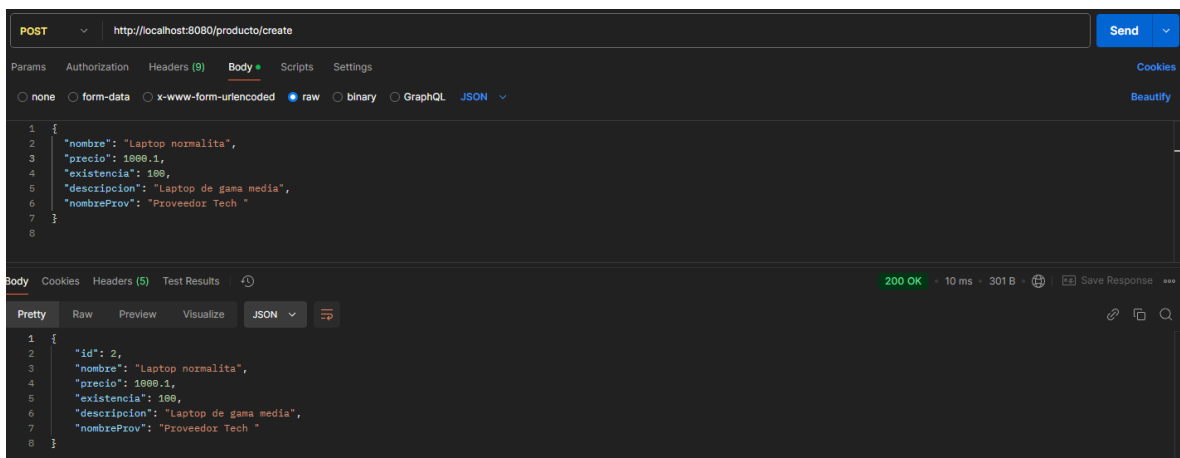 POST http://localhost:8080/producto/create Send
Params Authorization Headers (9) Body Scripts Settings Cookies
none form-data x-www-form-urlencoded raw binary GraphQL JSON Beautify
1 {
2 "nombre": "Laptop normalita",
3 "precio": 1000.1,
4 "existencia": 100,
5 "descripcion": "Laptop de gama media",
6 "nombreProv": "Proveedor Tech "
7 }
8
Body Cookies Headers (5) Test Results 200 OK 10 ms 301 B Save Response
Pretty Raw Preview Visualize JSON
1 {
2 "id": 2,
3 "nombre": "Laptop normalita",
4 "precio": 1000.1,
5 "existencia": 100,
6 "descripcion": "Laptop de gama media",
7 "nombreProv": "Proveedor Tech "
8 }